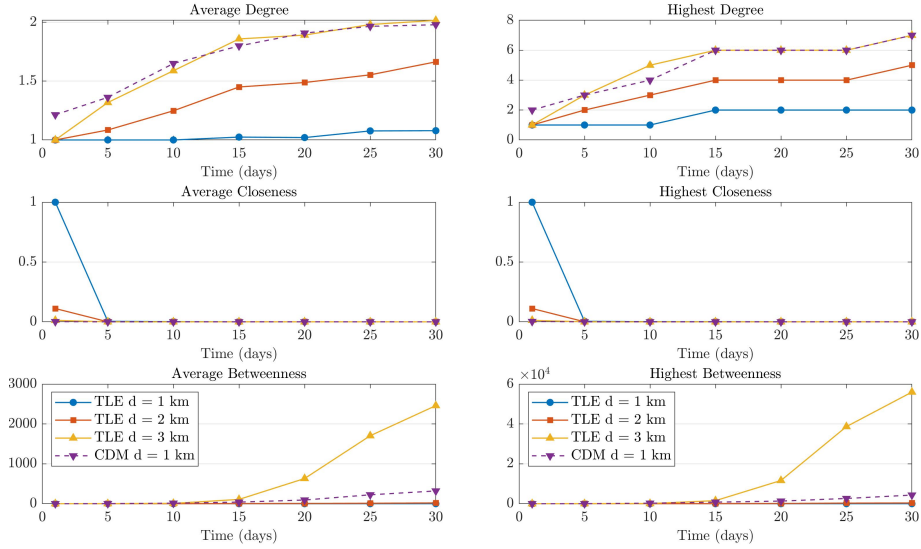 Average Degree
2
1.5
1
0 5 10 15 20 25 30
Time (days)
Highest Degree
8
6
4
2
0
0 5 10 15 20 25 30
Time (days)
Average Closeness
1
0.5
0
0 5 10 15 20 25 30
Time (days)
Highest Closeness
1
0.5
0
0 5 10 15 20 25 30
Time (days)
Average Betweenness
3000
2000
1000
0
TLE d = 1 km
TLE d = 2 km
TLE d = 3 km
CDM d = 1 km
0 5 10 15 20 25 30
Time (days)
Highest Betweenness
×10^4
6
4
2
0
TLE d = 1 km
TLE d = 2 km
TLE d = 3 km
CDM d = 1 km
0 5 10 15 20 25 30
Time (days)